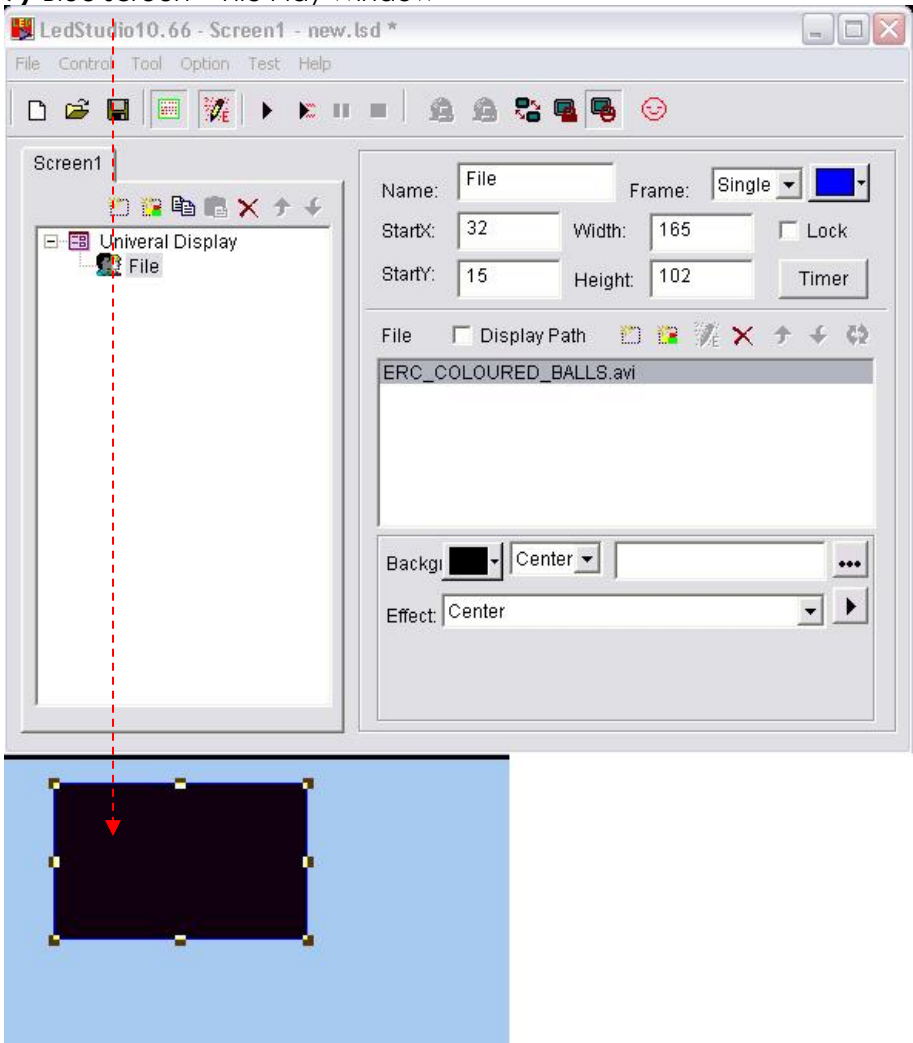 LedStudio10.66 - Screen1 - new.lsd *
File Control Tool Option Test Help
Screen1
Univeral Display
File
Name: File Frame: Single
StartX: 32 Width: 165 Lock
StartY: 15 Height: 102 Timer
File Display Path
ERC_COLOURED_BALLS.avi
Backgr Center
Effect: Center